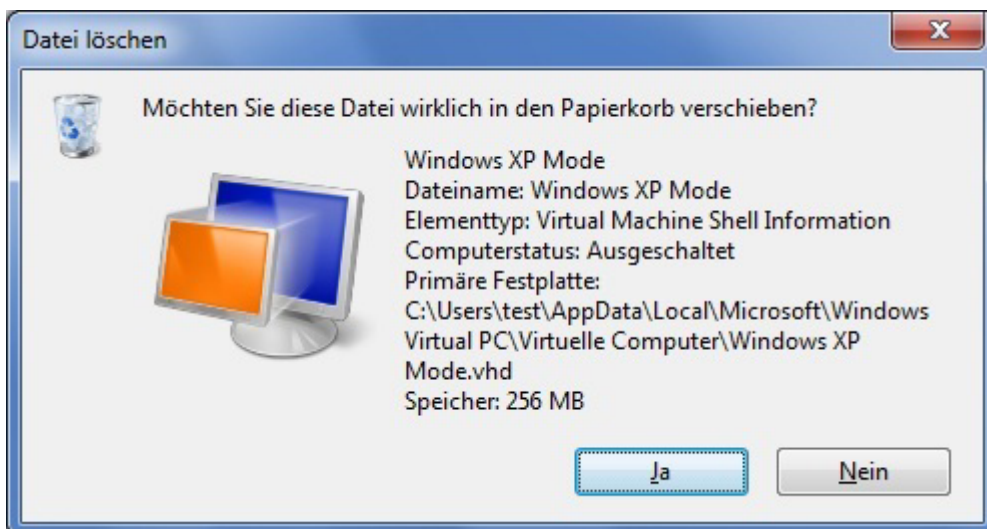 Datei löschen
Möchten Sie diese Datei wirklich in den Papierkorb verschieben?
Windows XP Mode
Dateiname: Windows XP Mode
Elementtyp: Virtual Machine Shell Information
Computerstatus: Ausgeschaltet
Primäre Festplatte:
C:\Users\test\AppData\Local\Microsoft\Windows
Virtual PC\Virtuelle Computer\Windows XP
Mode.vhd
Speicher: 256 MB
Ja
Nein